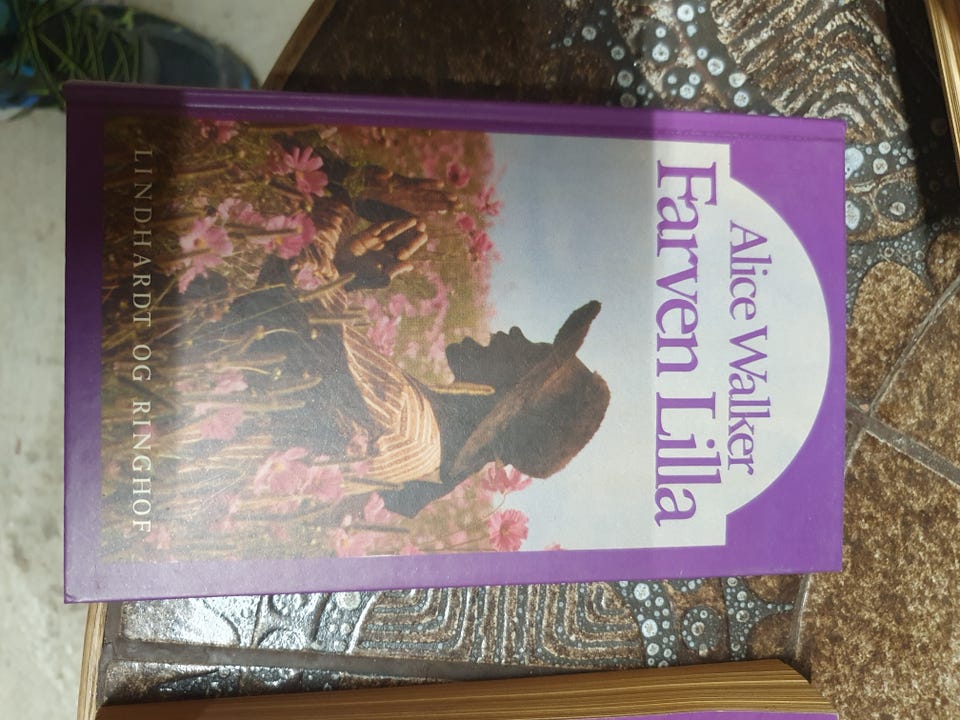 Alice Walker
Farven Lilla
LINDHARDT OG RINGHOF